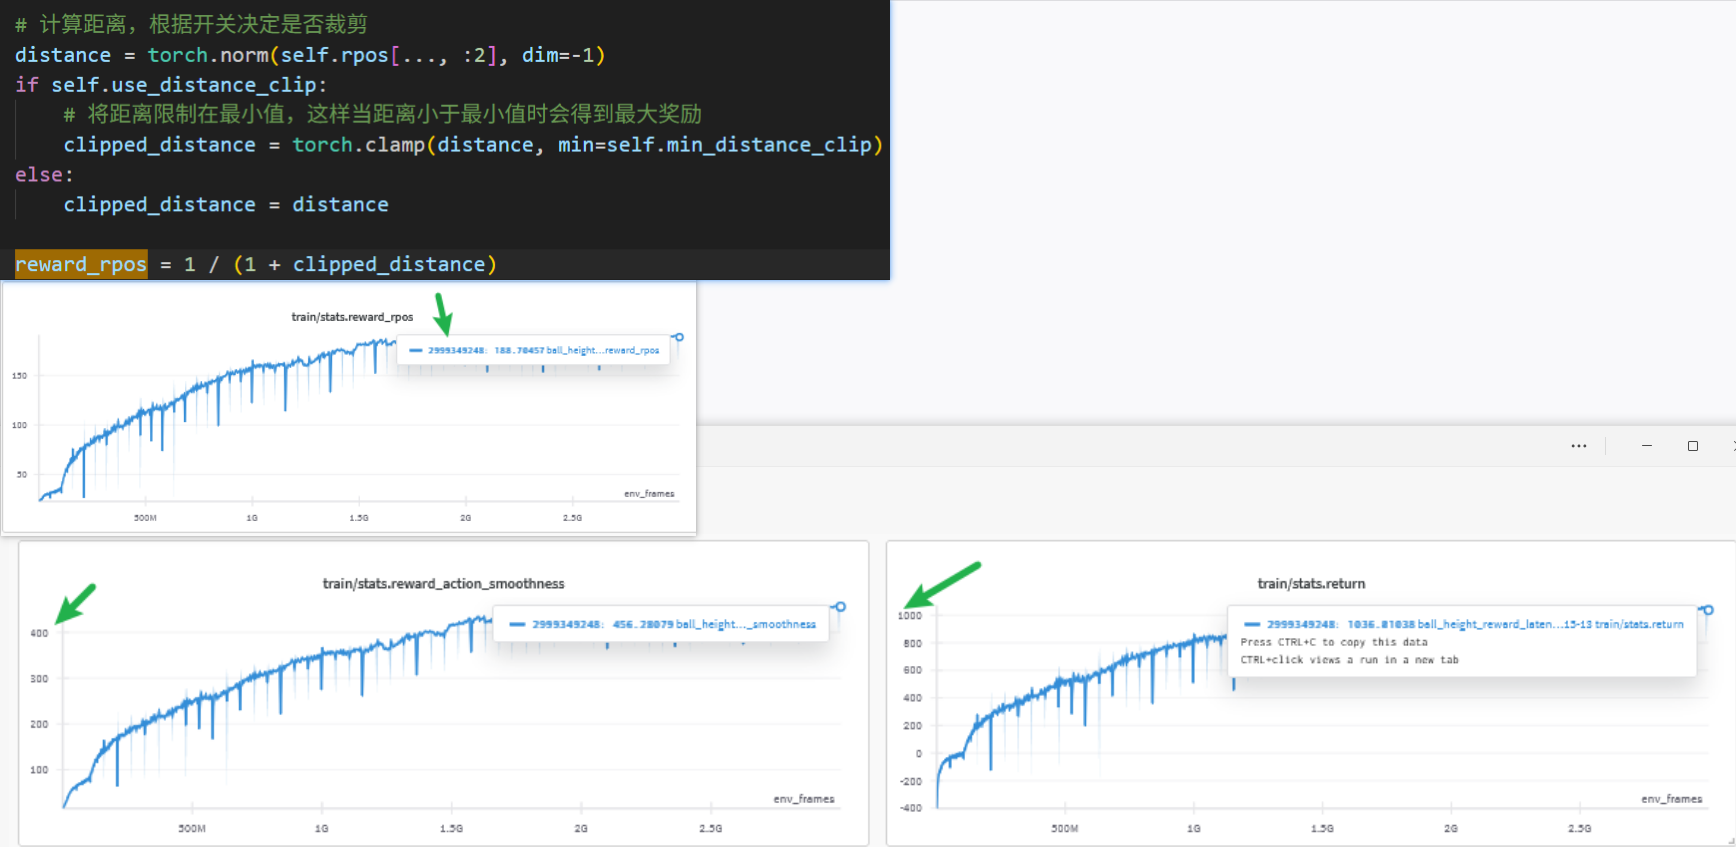 # 计算距离，根据开关决定是否裁剪
distance = torch.norm(self.rpos[..., :2], dim=-1)
if self.use_distance_clip:
# 将距离限制在最小值，这样当距离小于最小值时会得到最大奖励
clipped_distance = torch.clamp(distance, min=self.min_distance_clip)
else:
clipped_distance = distance
reward_rpos = 1 / (1 + clipped_distance)
train/stats.reward_rpos
2999349248: 188.70457 ball_height...reward_rpos
150
100
50
env_frames
500M 1G 1.5G 2G 2.5G
train/stats.reward_action_smoothness
2999349248: 456.28079 ball_height..._smoothness
400
300
200
100
env_frames
500M 1G 1.5G 2G 2.5G
train/stats.return
2999349248: 1036.01038 ball_height_reward_laten...15-13 train/stats.return
Press CTRL+C to copy this data
CTRL+click views a run in a new tab
1000
800
600
400
200
0
-200
-400
env_frames
500M 1G 1.5G 2G 2.5G